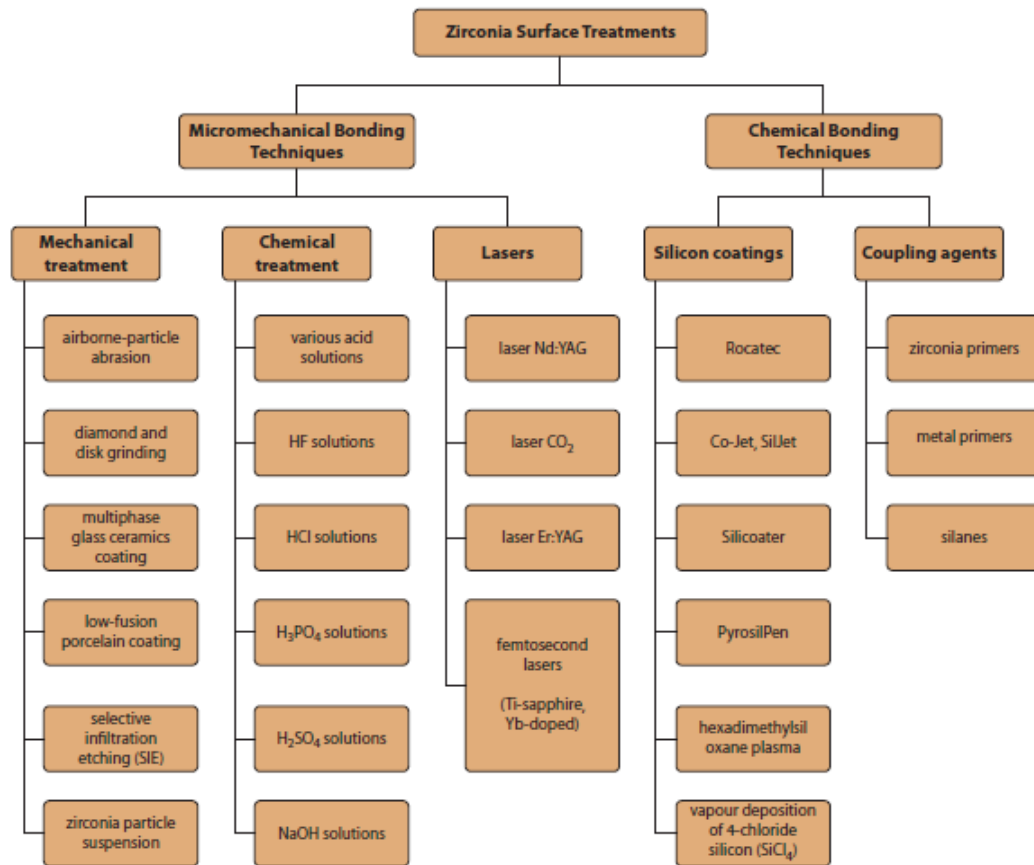 Zirconia Surface Treatments
Micromechanical Bonding
Techniques
Chemical Bonding
Techniques
Mechanical
treatment
Chemical
treatment
Lasers
Silicon coatings
Coupling agents
airborne-particle
abrasion
diamond and
disk grinding
multiphase
glass ceramics
coating
low-fusion
porcelain coating
selective
infiltration
etching (SIE)
zirconia particle
suspension
various acid
solutions
HF solutions
HCl solutions
H₃PO₄ solutions
H₂SO₄ solutions
NaOH solutions
laser Nd:YAG
laser CO₂
laser Er:YAG
femtosecond
lasers
(Ti-sapphire,
Yb-doped)
Rocatec
Co-Jet, SilJet
Silicoater
PyrosilPen
hexadimethylsil
oxane plasma
vapour deposition
of 4-chloride
silicon (SiCl₄)
zirconia primers
metal primers
silanes